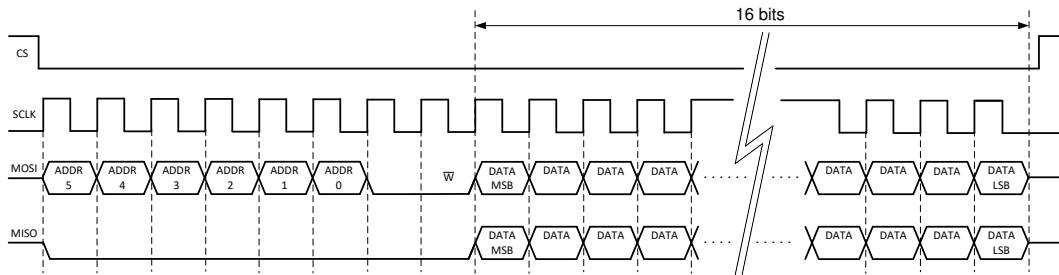 16 bits
CS
SCLK
MOSI ADDR 5 ADDR 4 ADDR 3 ADDR 2 ADDR 1 ADDR 0 W̅ DATA MSB DATA DATA DATA DATA DATA DATA DATA LSB
MISO DATA MSB DATA DATA DATA DATA DATA DATA DATA LSB